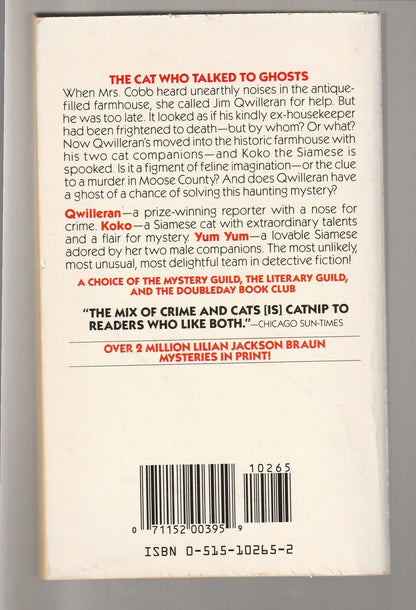 THE CAT WHO TALKED TO GHOSTS
When Mrs. Cobb heard unearthly noises in the antique-
filled farmhouse, she called Jim Qwilleran for help. But
he was too late. It looked as if his kindly ex-housekeeper
had been frightened to death—but by whom? Or what?
Now Qwilleran's moved into the historic farmhouse with
his two cat companions—and Koko the Siamese is
spooked. Is it a figment of feline imagination—or the clue
to a murder in Moose County? And does Qwilleran have
a ghost of a chance of solving this haunting mystery?
Qwilleran—a prize-winning reporter with a nose for
crime. Koko—a Siamese cat with extraordinary talents
and a flair for mystery. Yum Yum—a lovable Siamese
adored by her two male companions. The most unlikely,
most unusual, most delightful team in detective fiction!
A CHOICE OF THE MYSTERY GUILD, THE LITERARY GUILD,
AND THE DOUBLEDAY BOOK CLUB
"THE MIX OF CRIME AND CATS [IS] CATNIP TO
READERS WHO LIKE BOTH."—CHICAGO SUN-TIMES
OVER 2 MILLION LILIAN JACKSON BRAUN
MYSTERIES IN PRINT!
10265
0 71152 00395 9
ISBN 0-515-10265-2